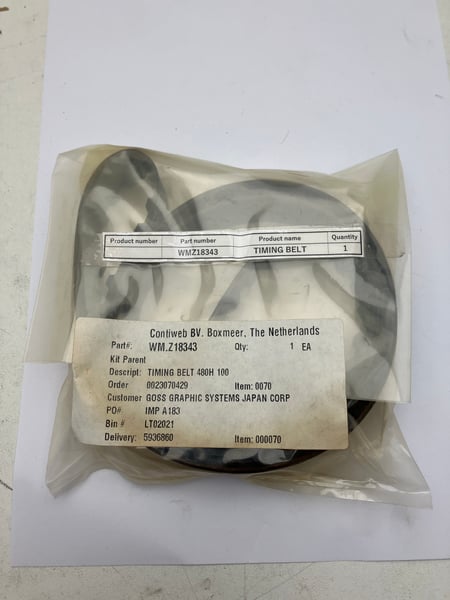 Product number Part number Product name Quantity
WMZ18343 TIMING BELT 1
Contiweb BV. Boxmeer, The Netherlands
Part#: WM.Z18343 Qty: 1 EA
Kit Parent
Descript: TIMING BELT 480H 100
Order 0023070429 Item: 0070
Customer GOSS GRAPHIC SYSTEMS JAPAN CORP
PO#: IMP A183
Bin # LT02021
Delivery: 5936860 Item: 000070